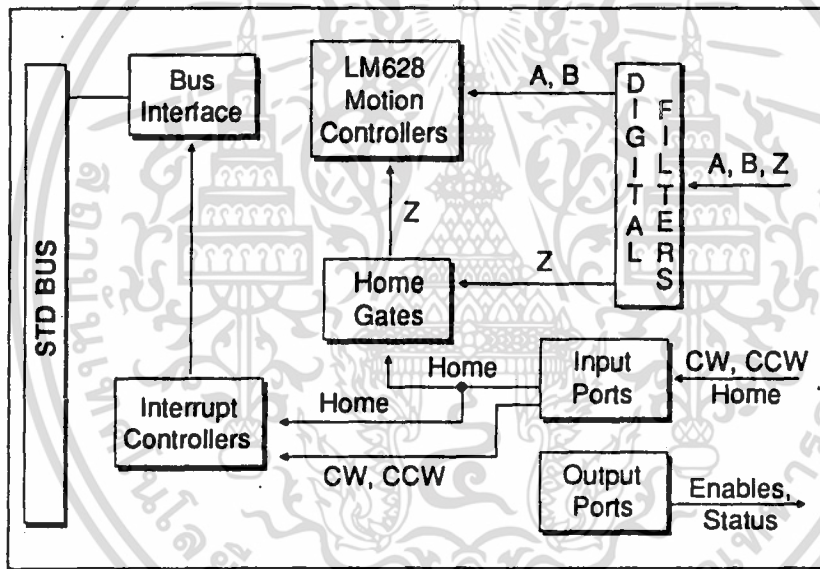 STD BUS
Bus
Interface
LM628
Motion
Controllers
A, B
DIGITAL
FILTERS
A, B, Z
Z
Z
Home
Gates
Input
Ports
CW, CCW
Home
Home
Home
Interrupt
Controllers
CW, CCW
Output
Ports
Enables,
Status